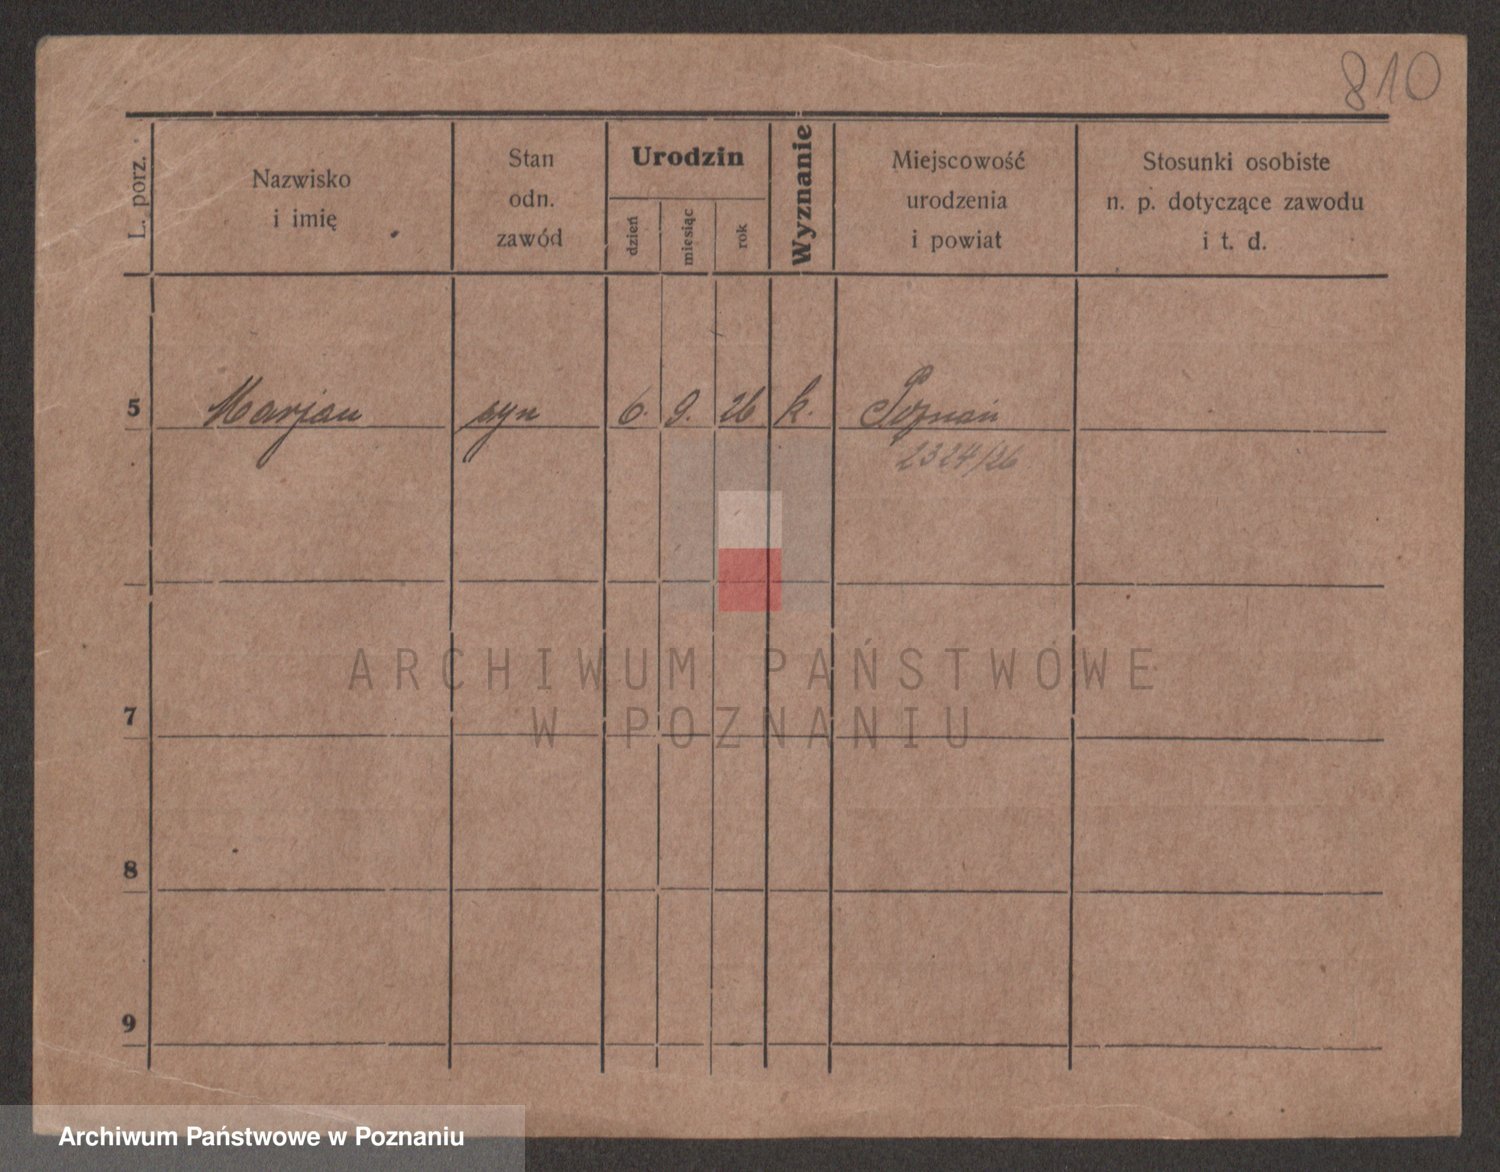 810
L. porz.
Nazwisko
i imię
Stan
odn.
zawód
Urodzin
dzień
miesiąc
rok
Wyznanie
Miejscowość
urodzenia
i powiat
Stosunki osobiste
n. p. dotyczące zawodu
i t. d.
5 Marjan syn 6. 9. 26 k. Poznań
2324/26
7
8
9
ARCHIWUM PAŃSTWOWE
W POZNANIU
Archiwum Państwowe w Poznaniu